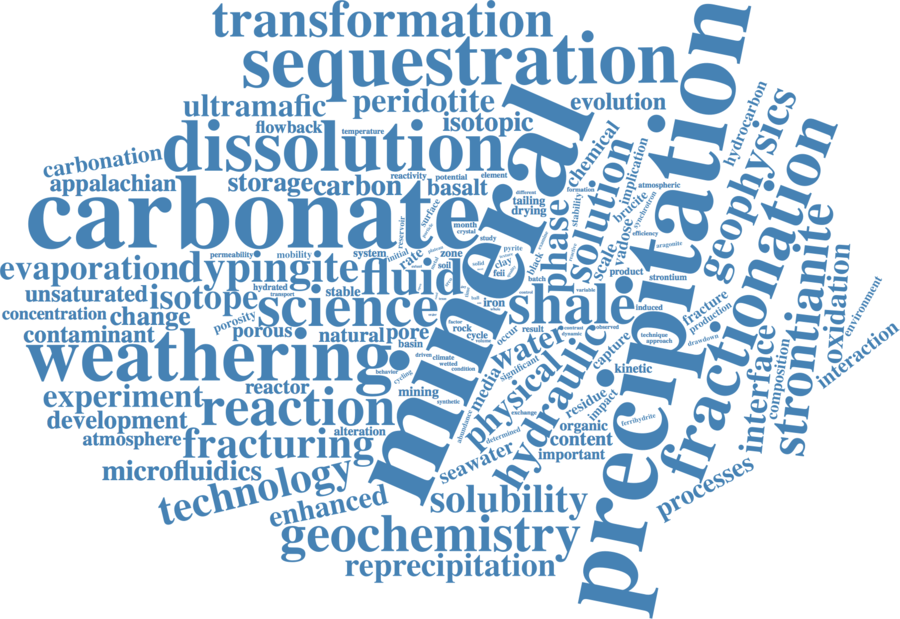 transformation
sequestration
ultramafic
peridotite
evolution
flowback
temperature
isotopic
dissolution
carbonation
appalachian
storage
carbon
reactivity
potential
element
basalt
carbonate
mineral
precipitation
chemical
solution
implication
hydrocarbon
geophysics
fractionation
different
tailing
drying
formation
stability
brucite
synchrotron
atmospheric
surface
reservoir
month
crystal
study
phase
scale
vadose
efficiency
aragonite
permeability
mobility
system
initial
rate
zone
soil
pyrite
clay
feii
solid
black
batch
product
strontium
evaporation
dypingite
fluid
hydrated
transport
stable
unsaturated
isotope
science
iron
shale
variable
induced
strontianite
oxidation
environment
concentration
change
porosity
porous
natural
pore
basin
factor
rock
cycle
volume
occur
result
contrast
dynamic
observed
technique
approach
fracture
production
drawdown
contaminant
weathering
behavior
driven
climate
wetted
condition
cycling
water
significant
media
physical
hydraulic
capture
kinetic
interface
composition
interaction
experiment
reactor
reaction
mining
synthetic
development
atmosphere
alteration
abundance
exchange
determined
residue
impact
ferrihydrite
organic
content
important
fracturing
microfluidics
technology
enhanced
seawater
solubility
processes
geochemistry
reprecipitation